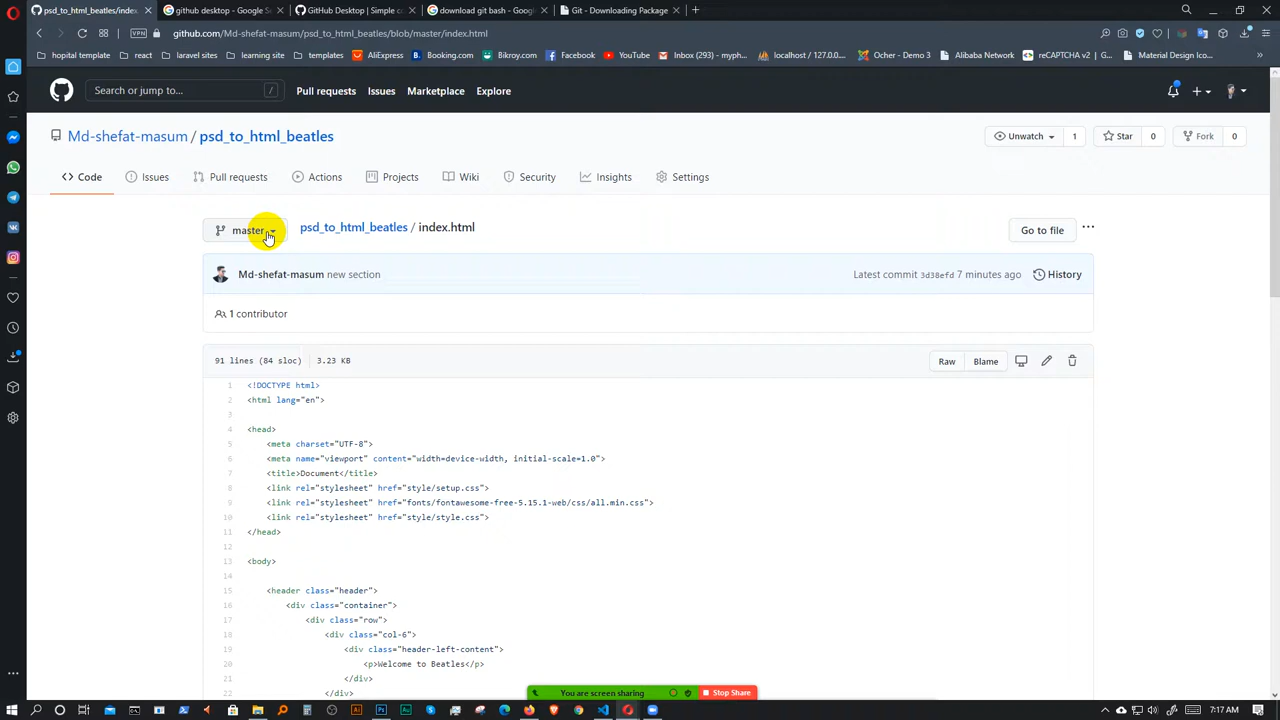 psd_to_html_beatles/index
github desktop - Google S
GitHub Desktop | Simple c
download git bash - Googl
Git - Downloading Package
VPN
github.com/Md-shefat-masum/psd_to_html_beatles/blob/master/index.html
hopital template
react
laravel sites
learning site
templates
AliExpress
Booking.com
Bikroy.com
Facebook
YouTube
Inbox (293) - myph...
localhost / 127.0.0...
Ocher - Demo 3
Alibaba Network
reCAPTCHA v2 | G...
Material Design Ico...
Search or jump to...
/
Pull requests
Issues
Marketplace
Explore
Md-shefat-masum / psd_to_html_beatles
Unwatch
1
Star
0
Fork
0
Code
Issues
Pull requests
Actions
Projects
Wiki
Security
Insights
Settings
master
psd_to_html_beatles / index.html
Go to file
Md-shefat-masum new section
Latest commit 3d38efd 7 minutes ago
History
1 contributor
91 lines (84 sloc)
3.23 KB
Raw
Blame
1 <!DOCTYPE html>
2 <html lang="en">
3
4 <head>
5 <meta charset="UTF-8">
6 <meta name="viewport" content="width=device-width, initial-scale=1.0">
7 <title>Document</title>
8 <link rel="stylesheet" href="style/setup.css">
9 <link rel="stylesheet" href="fonts/fontawesome-free-5.15.1-web/css/all.min.css">
10 <link rel="stylesheet" href="style/style.css">
11 </head>
12
13 <body>
14
15 <header class="header">
16 <div class="container">
17 <div class="row">
18 <div class="col-6">
19 <div class="header-left-content">
20 <p>Welcome to Beatles</p>
21 </div>
22 </div>
You are screen sharing
Stop Share
7:17 AM